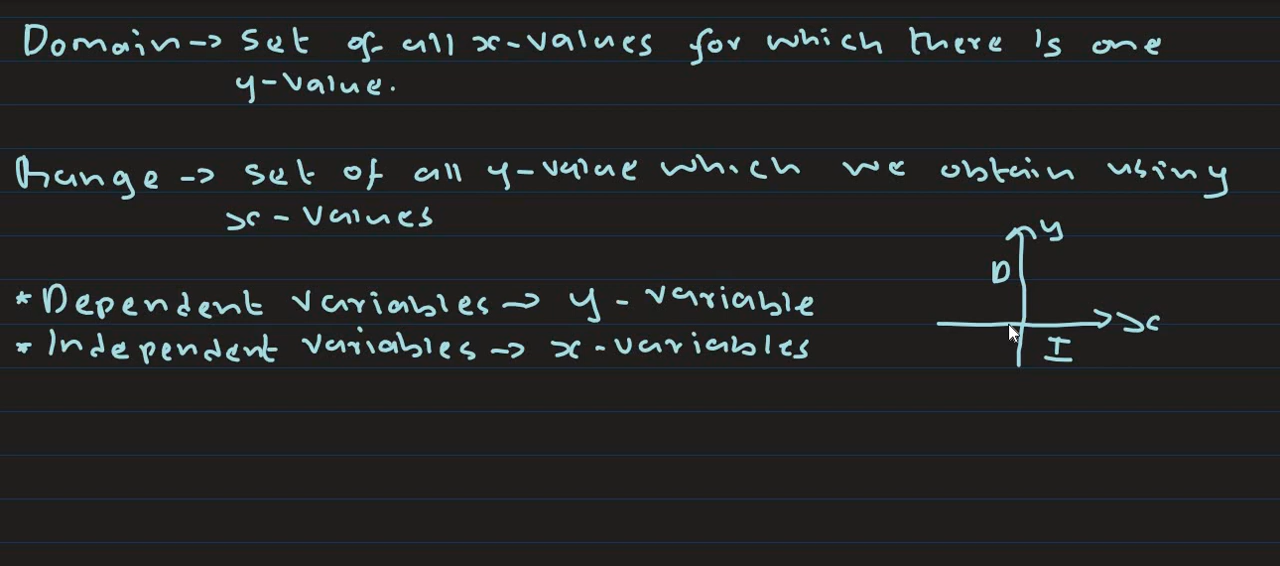 Domain -> set of all x-values for which there is one
y-value.
Range -> set of all y-value which we obtain using
x-values
y
D
* Dependent variables -> y-variable
x
* Independent variables -> x-variables
I